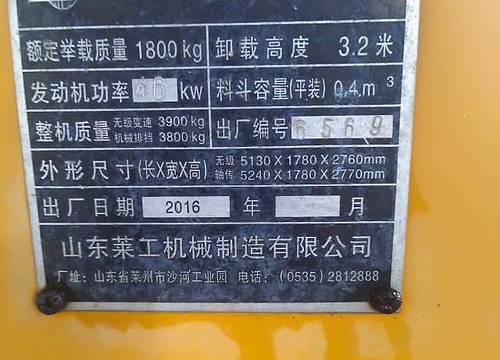 额定举载质量 1800 kg 卸载高度 3.2 米
发动机功率 46 kw 料斗容量(平装) 0.4 m³
整机质量 无级变速 3900 kg 机械排挡 3800 kg 出厂编号 6569
外形尺寸(长X宽X高) 无级 5130 X 1780 X 2760mm
轴传 5240 X 1780 X 2770mm
出厂日期 2016 年 月
山东莱工机械制造有限公司
厂址: 山东省莱州市沙河工业园 电话: (0535) 2812888